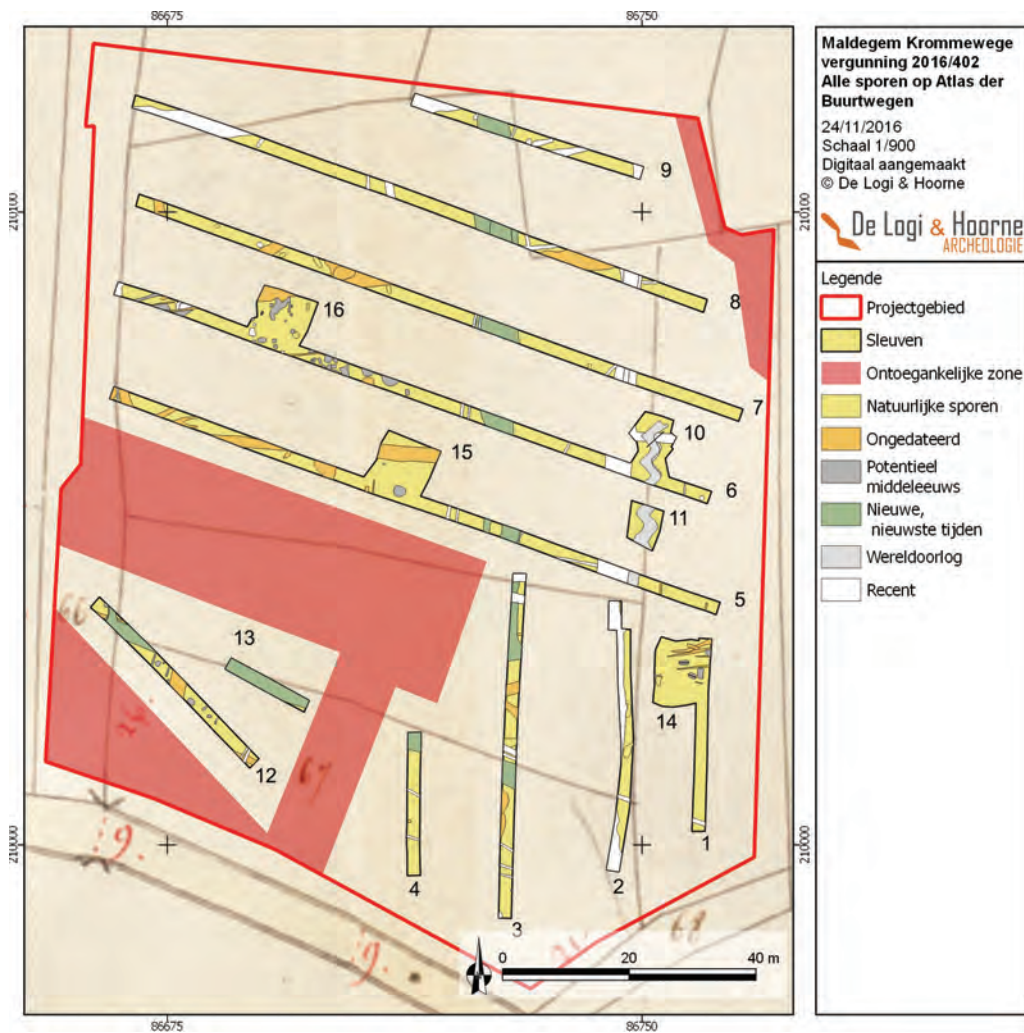 86675
86750
210100
210100
210000
210000
86675
86750
9
8
16
7
10
15
6
11
5
13
14
12
1
4
2
3
66
67
68
9.
9.
0
20
40 m
Maldegem Krommewege
vergunning 2016/402
Alle sporen op Atlas der
Buurtwegen
24/11/2016
Schaal 1/900
Digitaal aangemaakt
© De Logi & Hoorne
De Logi & Hoorne
ARCHEOLOGIE
Legende
Projectgebied
Sleuven
Ontoegankelijke zone
Natuurlijke sporen
Ongedateerd
Potentieel
middeleeuws
Nieuwe,
nieuwste tijden
Wereldoorlog
Recent